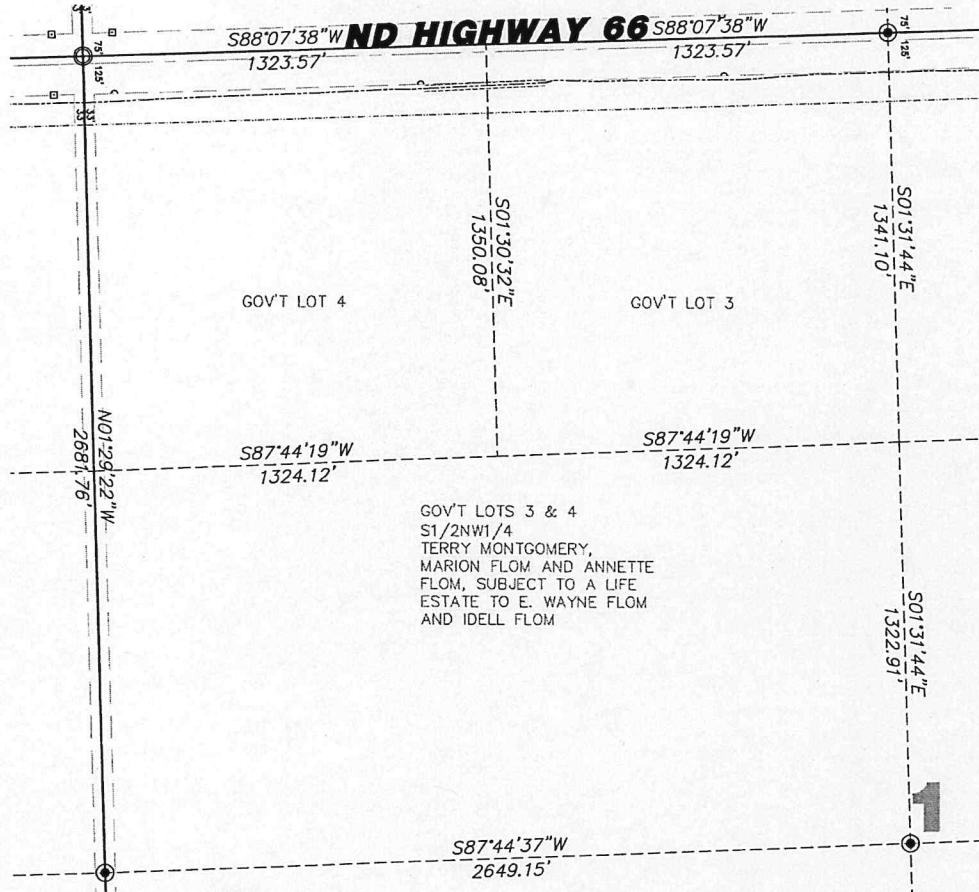 ND HIGHWAY 66
S88°07'38"W
1323.57'
S88°07'38"W
1323.57'
75'
125'
75'
125'
33'
33'
S01°30'32"E
1350.08'
S01°31'44"E
1341.10'
GOV'T LOT 4
GOV'T LOT 3
N01°29'22"W
2681.76'
S87°44'19"W
1324.12'
S87°44'19"W
1324.12'
GOV'T LOTS 3 & 4
S1/2NW1/4
TERRY MONTGOMERY,
MARION FLOM AND ANNETTE
FLOM, SUBJECT TO A LIFE
ESTATE TO E. WAYNE FLOM
AND IDELL FLOM
S01°31'44"E
1322.91'
1
S87°44'37"W
2649.15'